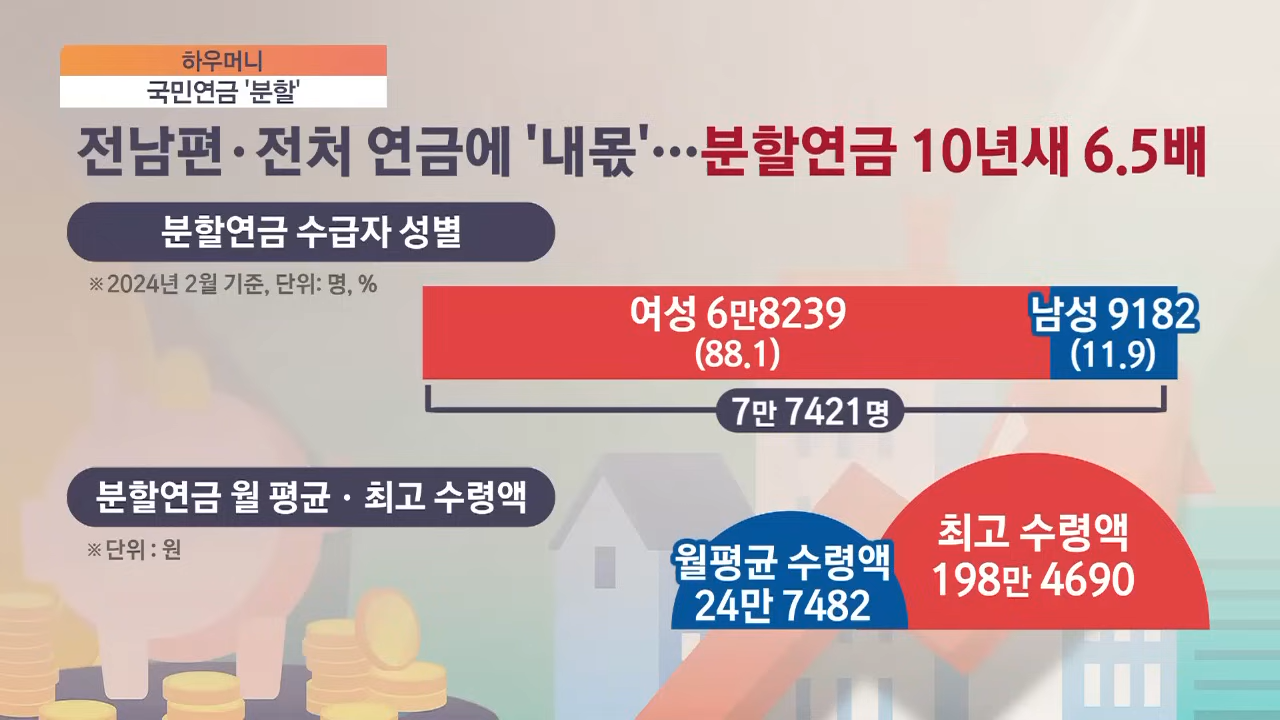 하우머니
국민연금 '분할'
전남편·전처 연금에 '내몫'…분할연금 10년새 6.5배
분할연금 수급자 성별
※2024년 2월 기준, 단위: 명, %
여성 6만8239
(88.1)
남성 9182
(11.9)
7만 7421명
분할연금 월 평균 · 최고 수령액
※단위 : 원
월평균 수령액
24만 7482
최고 수령액
198만 4690